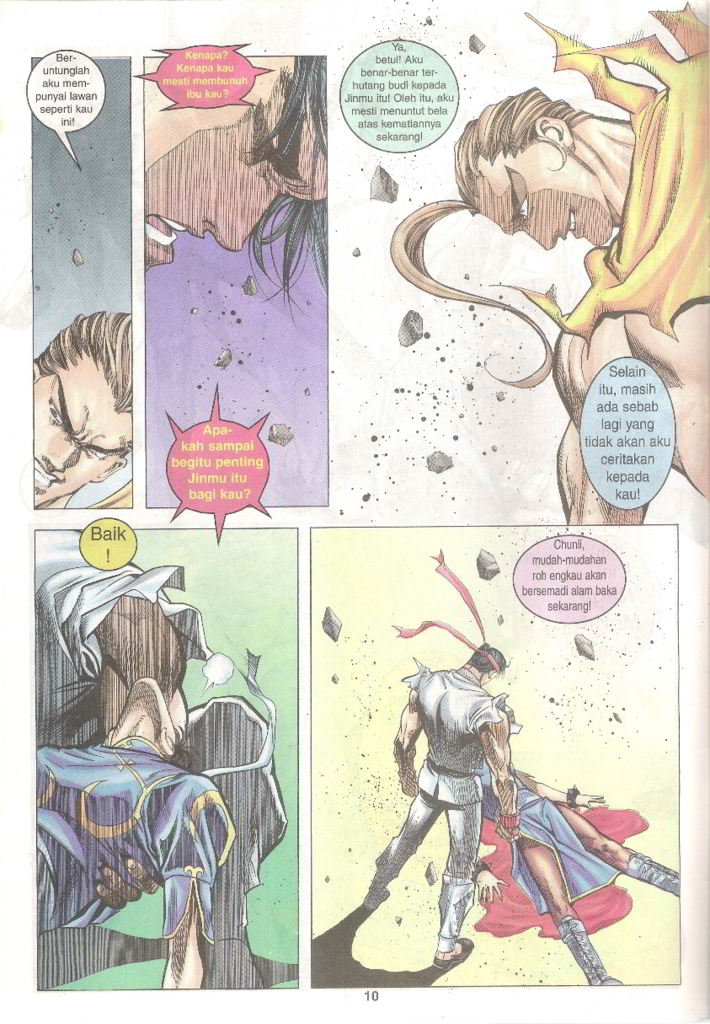 Ber-
untunglah
aku mem-
punyai lawan
seperti kau
ini!
Kenapa?
Kenapa kau
mesti membunuh
ibu kau?
Ya,
betul! Aku
benar-benar ter-
hutang budi kepada
Jinmu itu! Oleh itu, aku
mesti menuntut bela
atas kematiannya
sekarang!
Apa-
kah sampai
begitu penting
Jinmu itu
bagi kau?
Selain
itu, masih
ada sebab
lagi yang
tidak akan aku
ceritakan
kepada
kau!
Baik
!
Chunli,
mudah-mudahan
roh engkau akan
bersemadi alam baka
sekarang!
10